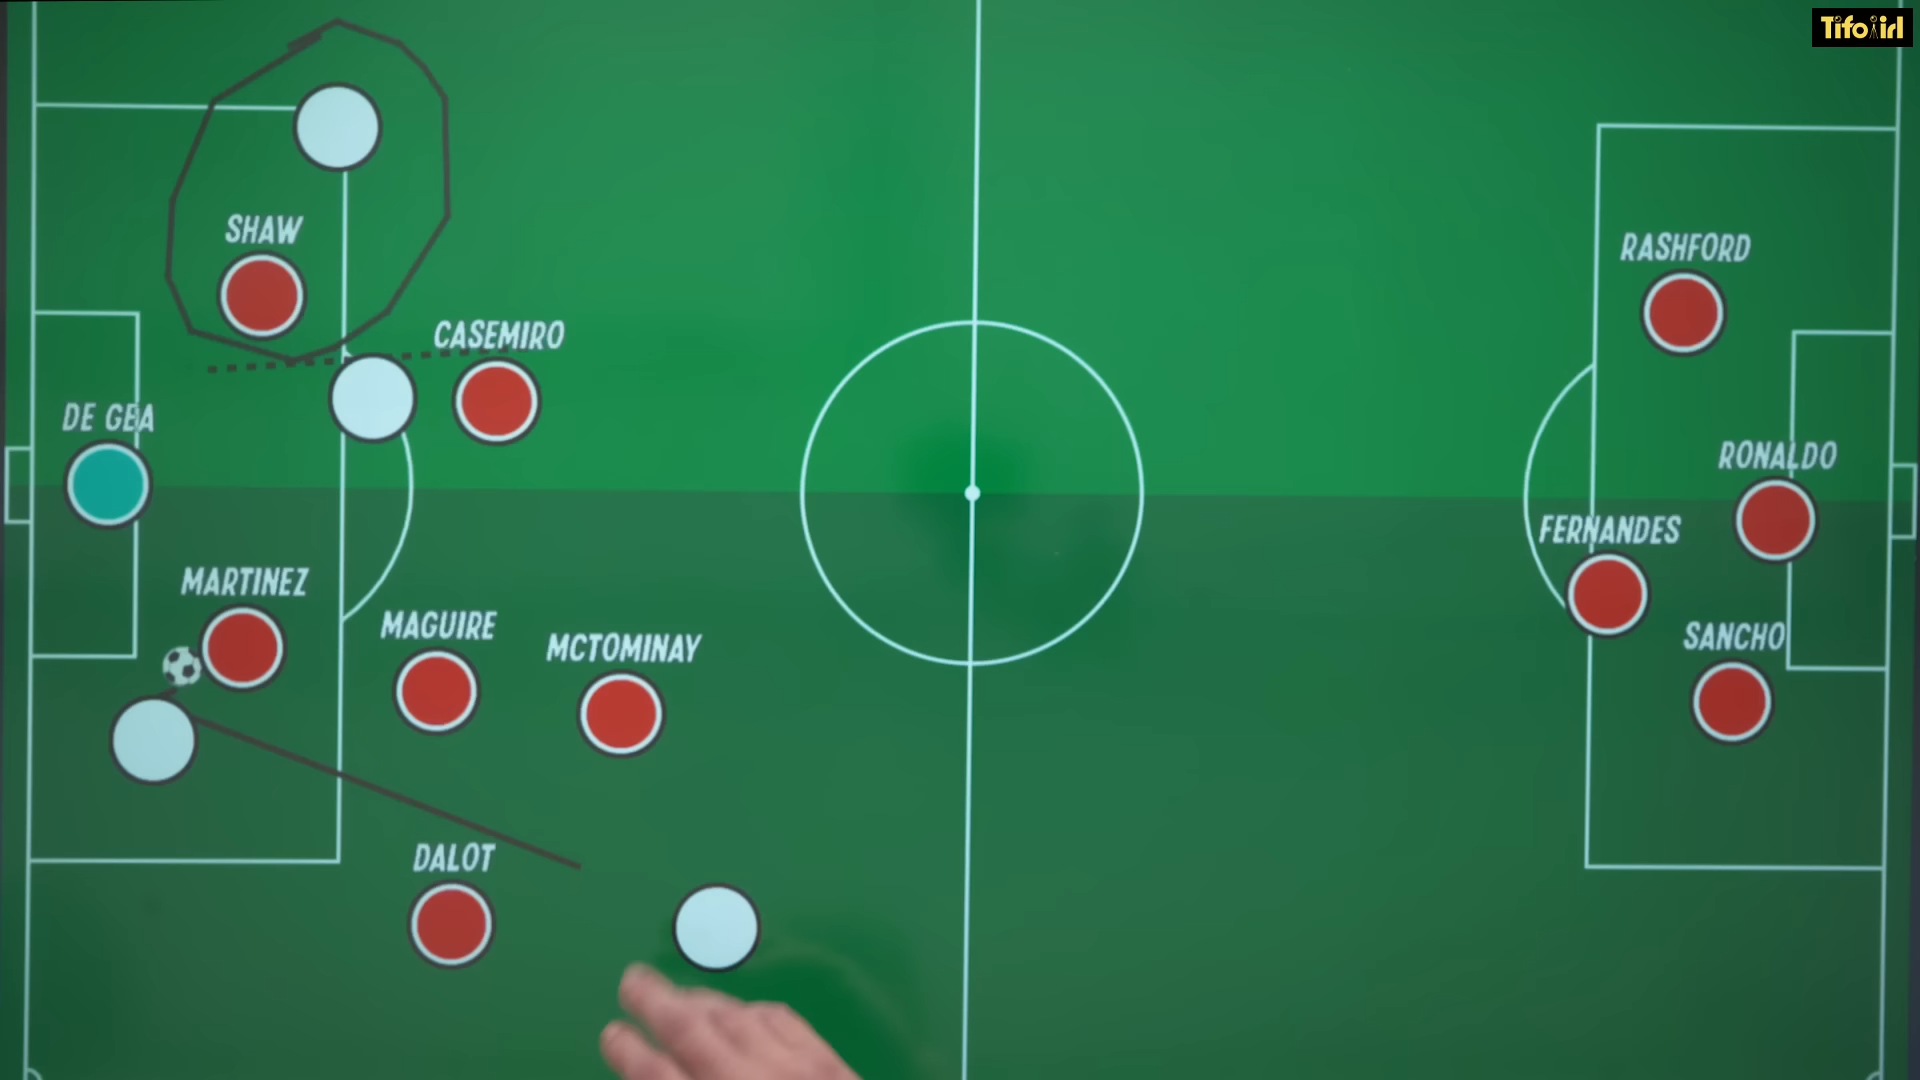 Tifo irl
SHAW
RASHFORD
CASEMIRO
DE GEA
RONALDO
FERNANDES
MARTINEZ
MAGUIRE
MCTOMINAY
SANCHO
DALOT